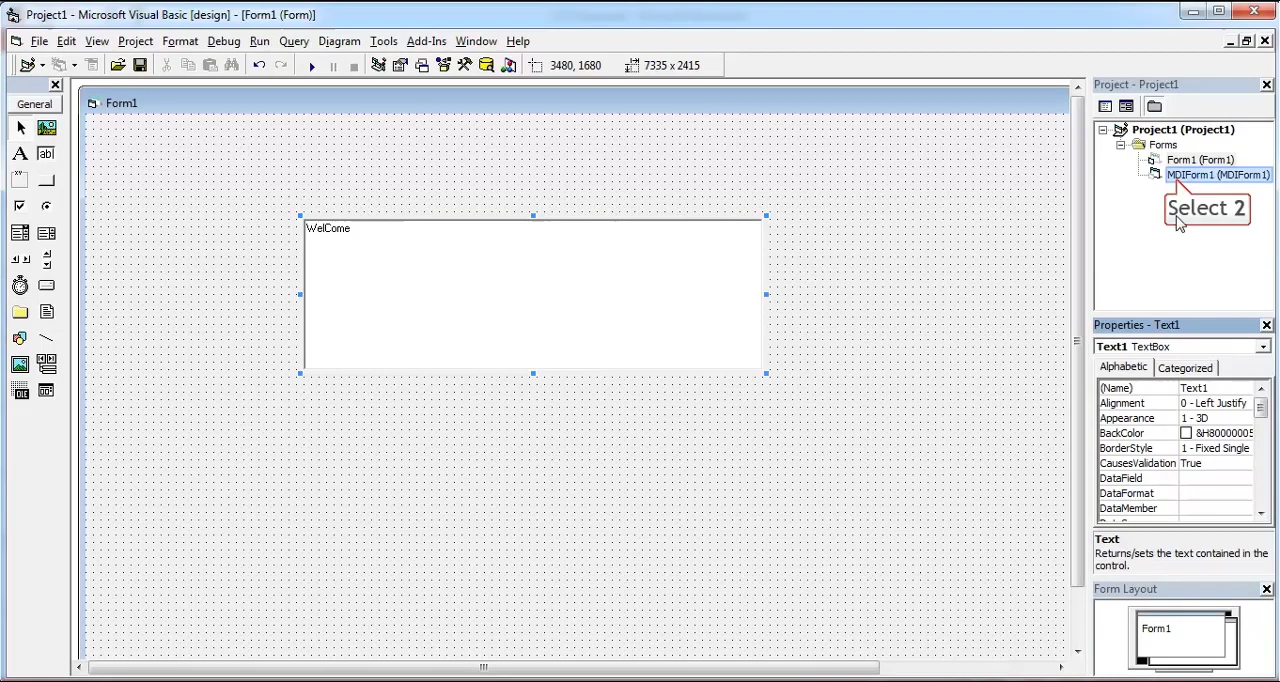 Project1 - Microsoft Visual Basic [design] - [Form1 (Form)]
File Edit View Project Format Debug Run Query Diagram Tools Add-Ins Window Help
3480, 1680 7335 x 2415
General
Form1
WelCome
Project - Project1
Project1 (Project1)
Forms
Form1 (Form1)
MDIForm1 (MDIForm1)
Select 2
Properties - Text1
Text1 TextBox
Alphabetic Categorized
(Name) Text1
Alignment 0 - Left Justify
Appearance 1 - 3D
BackColor &H80000005
BorderStyle 1 - Fixed Single
CausesValidation True
DataField
DataFormat
DataMember
Text
Returns/sets the text contained in the
control.
Form Layout
Form1